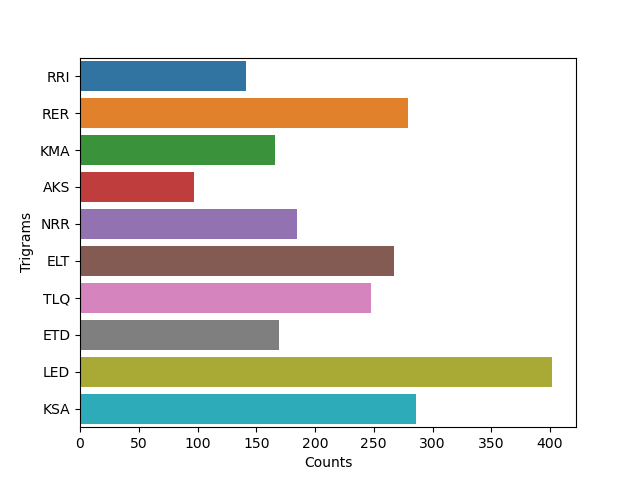 RRI
RER
KMA
AKS
NRR
ELT
TLQ
ETD
LED
KSA
Trigrams
0 50 100 150 200 250 300 350 400
Counts